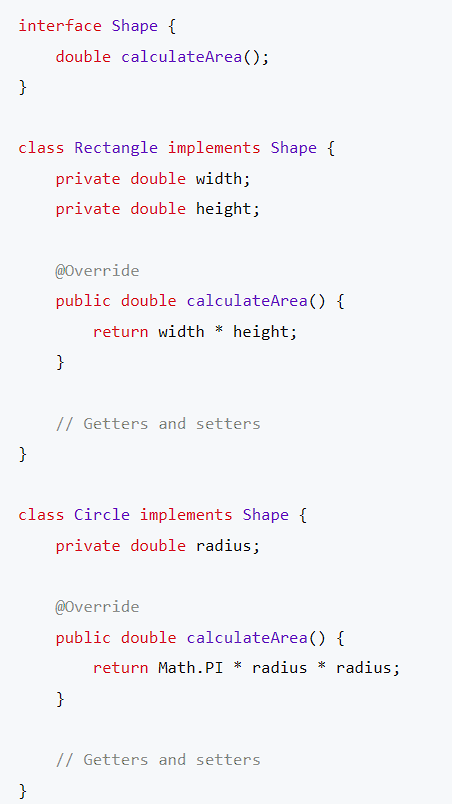 interface Shape {
    double calculateArea();
}

class Rectangle implements Shape {
    private double width;
    private double height;

    @Override
    public double calculateArea() {
        return width * height;
    }

    // Getters and setters
}

class Circle implements Shape {
    private double radius;

    @Override
    public double calculateArea() {
        return Math.PI * radius * radius;
    }

    // Getters and setters
}